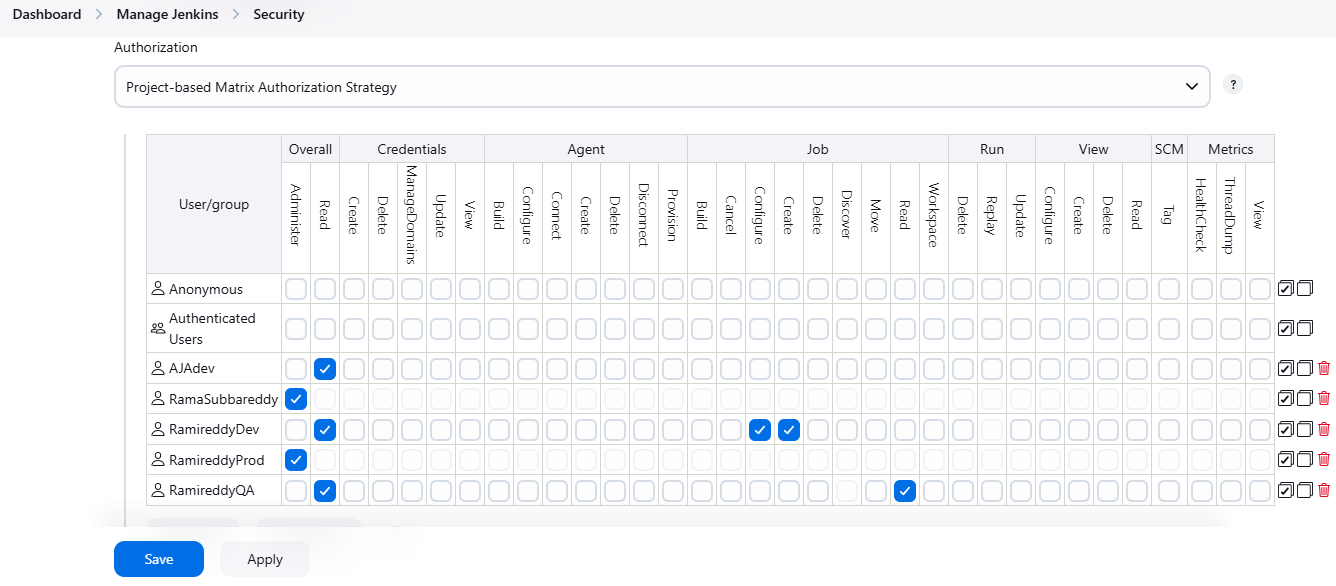 Dashboard > Manage Jenkins > Security
Authorization
Project-based Matrix Authorization Strategy
?
User/group Overall Credentials Agent Job Run View SCM Metrics
Administer Read Create Delete ManageDomains Update View Build Configure Connect Create Delete Disconnect Provision Build Cancel Configure Create Delete Discover Move Read Workspace Delete Replay Update Configure Create Delete Read Tag HealthCheck ThreadDump View
Anonymous
Authenticated
Users
AJAdev
RamaSubbareddy
RamireddyDev
RamireddyProd
RamireddyQA
Save Apply